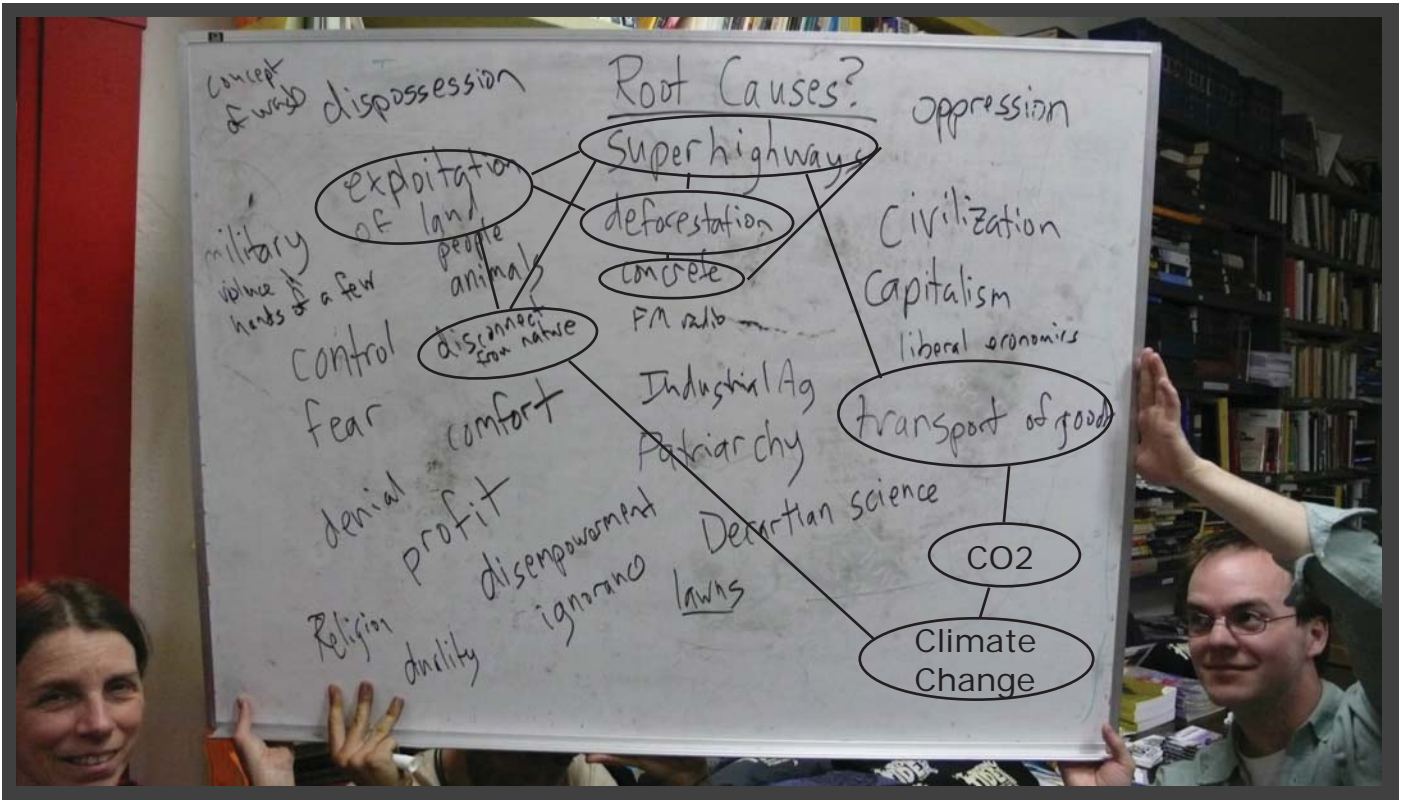 Root Causes?
concept
of waste
dispossession
oppression
superhighways
exploitation
of land
people
animals
deforestation
concrete
FM radio
Civilization
Capitalism
liberal economics
military
violence in
hands of a few
control
disconnect
from nature
fear
comfort
Industrial Ag
transport of goods
Patriarchy
denial
profit
Decartian science
disempowerment
ignorance
lawns
CO2
Religion
duality
Climate
Change